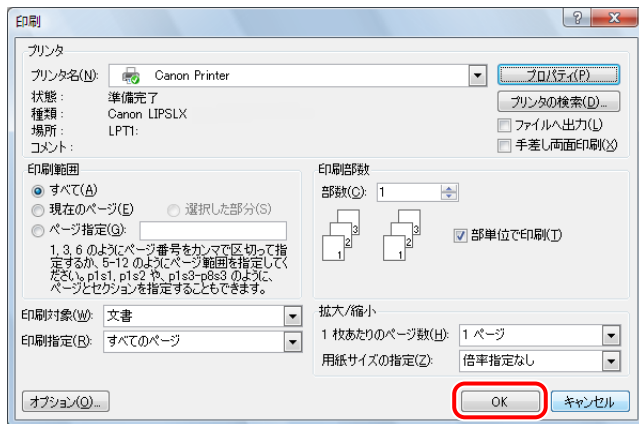 印刷
プリンタ
プリンタ名(N): Canon Printer プロパティ(P)
状態: 準備完了
種類: Canon LIPSLX
場所: LPT1:
コメント:
プリンタの検索(D)...
ファイルへ出力(L)
手差し両面印刷(X)
印刷範囲
すべて(A)
現在のページ(E) 選択した部分(S)
ページ指定(G):
1,3,6 のようにページ番号をカンマで区切って指
定するか、5-12 のようにページ範囲を指定してく
ださい。p1s1, p1s2 や、p1s3-p8s3 のように、
ページとセクションを指定することもできます。
印刷部数
部数(C): 1
1 2 3 1 2 3
部単位で印刷(T)
印刷対象(W): 文書
印刷指定(R): すべてのページ
拡大/縮小
1 枚あたりのページ数(H): 1 ページ
用紙サイズの指定(Z): 倍率指定なし
オプション(O)... OK キャンセル